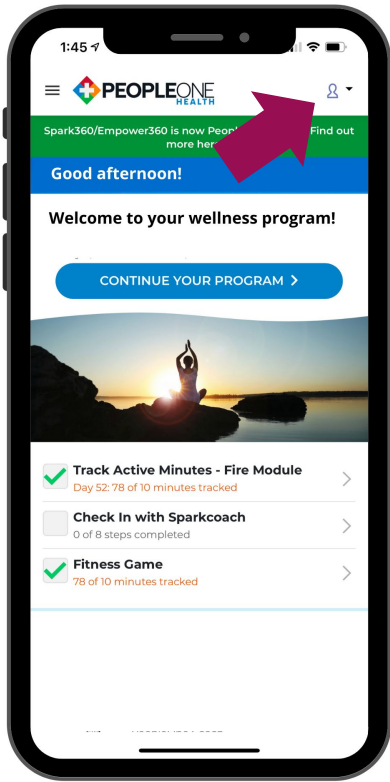 1:45
PEOPLEONE
HEALTH
Spark360/Empower360 is now Find out
more
Good afternoon!
Welcome to your wellness program!
CONTINUE YOUR PROGRAM
Track Active Minutes - Fire Module
Day 52: 78 of 10 minutes tracked
Check In with Sparkcoach
0 of 8 steps completed
Fitness Game
78 of 10 minutes tracked